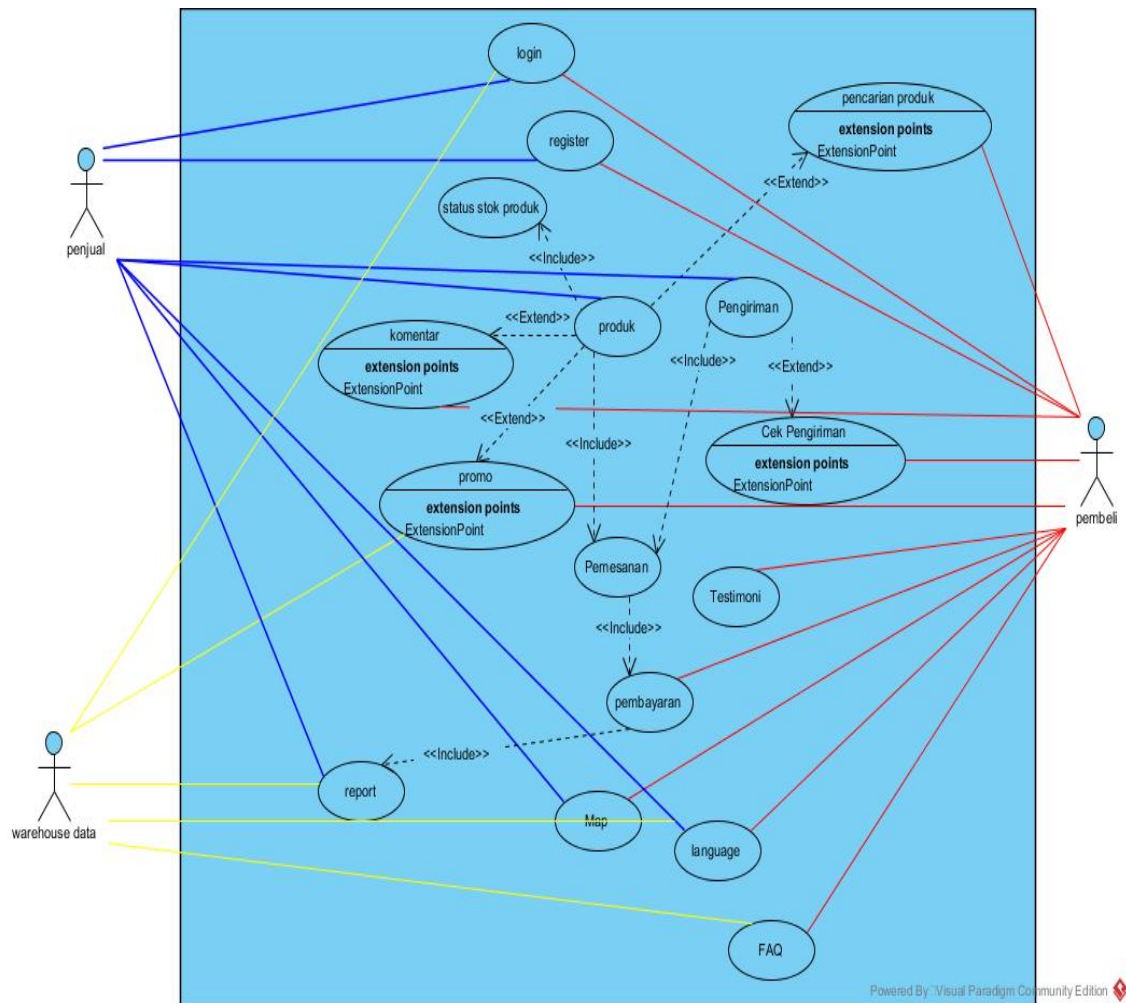 login
pencarian produk
extension points
ExtensionPoint
register
<<Extend>>
penjual
status stok produk
<<Include>>
Pengiriman
<<Extend>>
produk
komentar
extension points
ExtensionPoint
<<Include>>
<<Extend>>
<<Extend>>
Cek Pengiriman
extension points
ExtensionPoint
<<Include>>
promo
extension points
ExtensionPoint
pembeli
Pemesanan
Testimoni
<<Include>>
pembayaran
<<Include>>
report
Map
warehouse data
language
FAQ
Powered By Visual Paradigm Community Edition